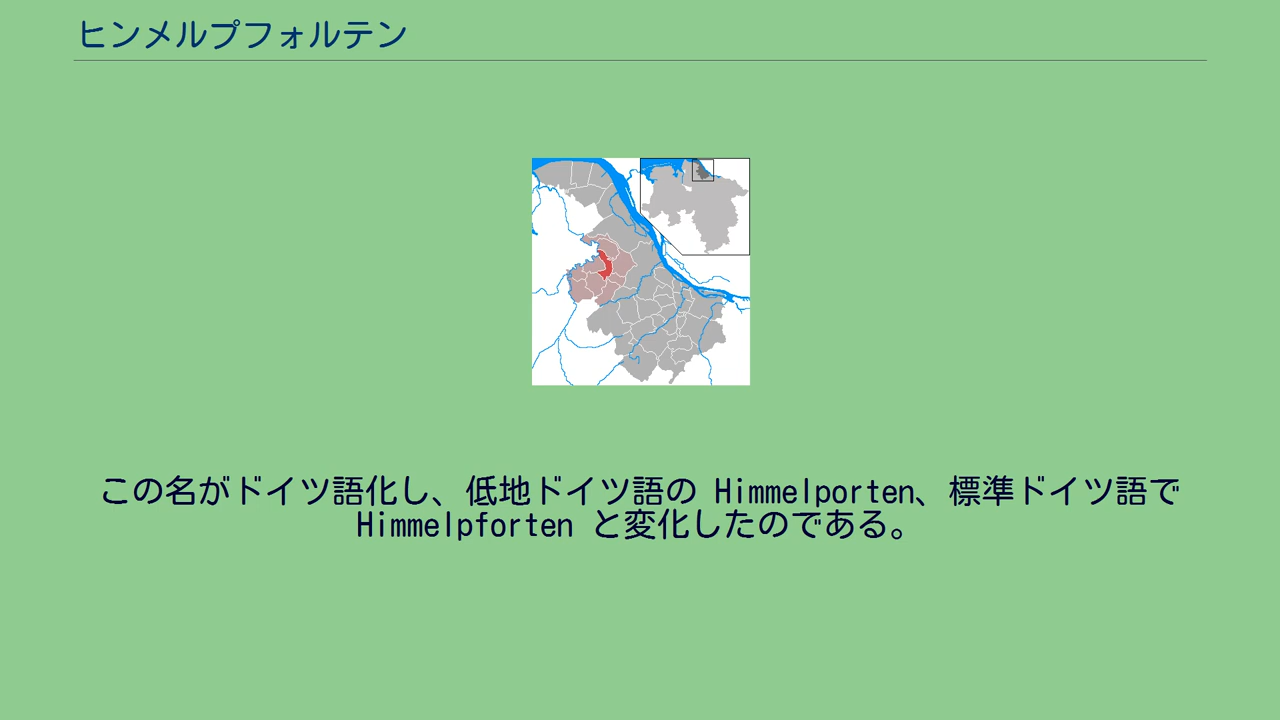 ヒンメルプフォルテン
この名がドイツ語化し、低地ドイツ語の Himmelporten、標準ドイツ語で
Himmelpforten と変化したのである。